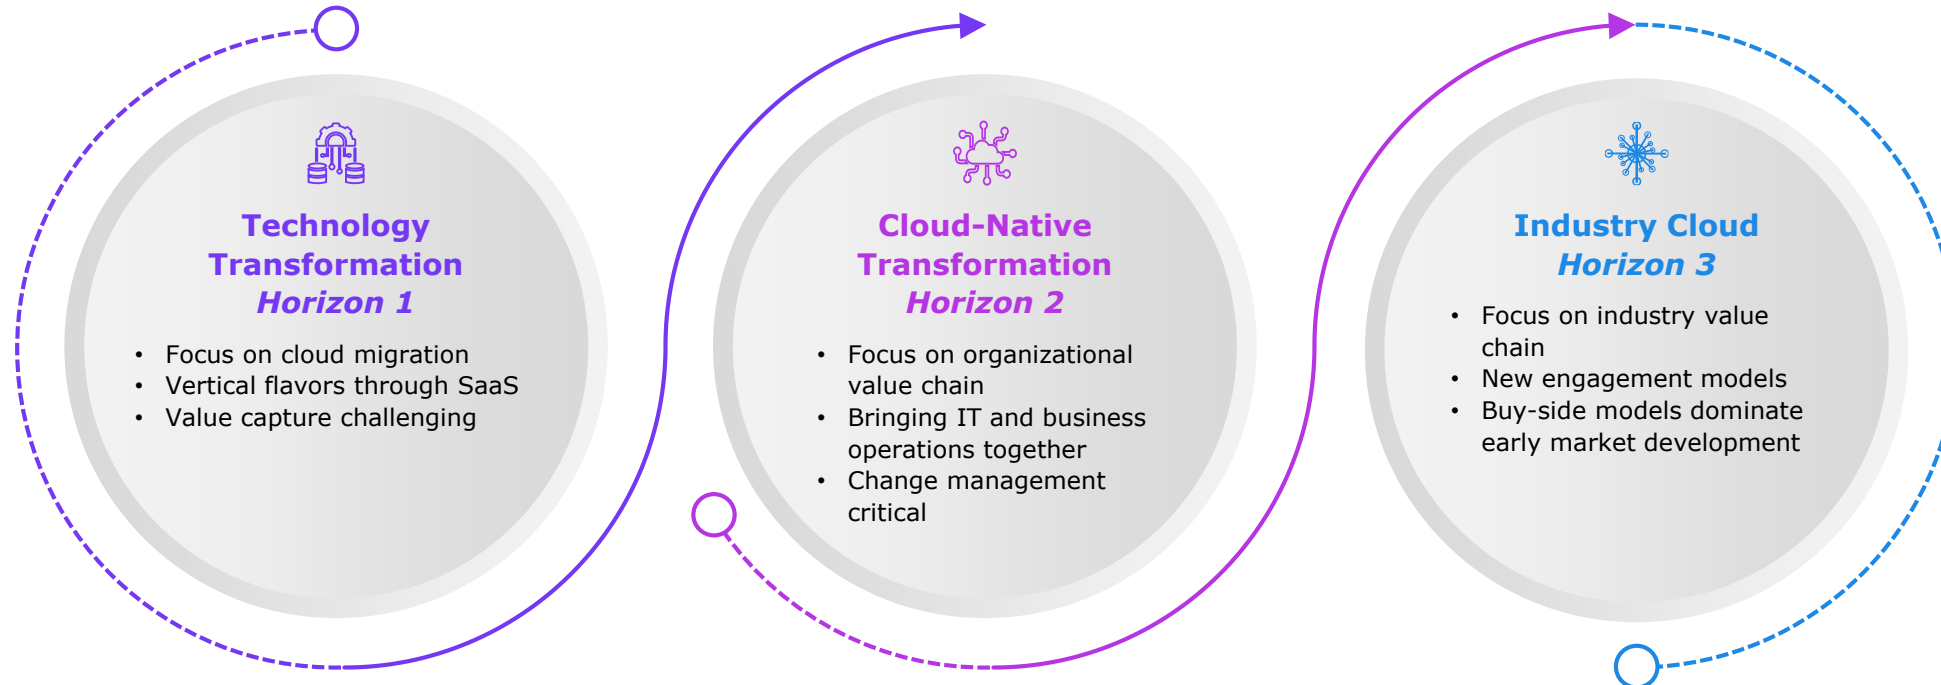 Technology
Transformation
Horizon 1
• Focus on cloud migration
• Vertical flavors through SaaS
• Value capture challenging
Cloud-Native
Transformation
Horizon 2
• Focus on organizational
value chain
• Bringing IT and business
operations together
• Change management
critical
Industry Cloud
Horizon 3
• Focus on industry value
chain
• New engagement models
• Buy-side models dominate
early market development